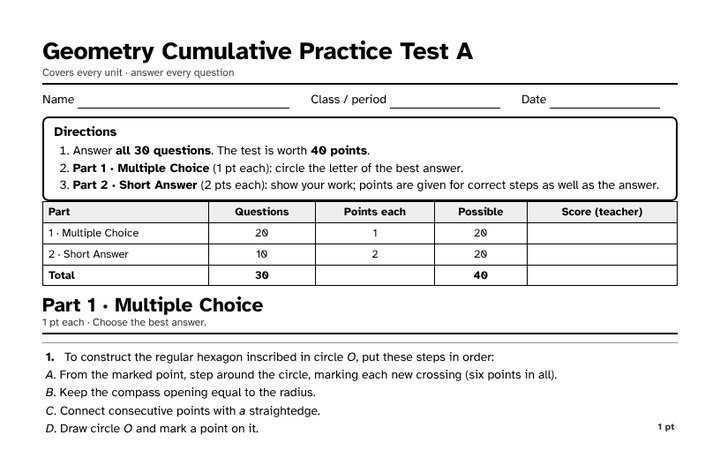 Geometry Cumulative Practice Test A
Covers every unit · answer every question
Name Class / period Date
Directions
1. Answer all 30 questions. The test is worth 40 points.
2. Part 1 · Multiple Choice (1 pt each): circle the letter of the best answer.
3. Part 2 · Short Answer (2 pts each): show your work; points are given for correct steps as well as the answer.
Part Questions Points each Possible Score (teacher)
1 · Multiple Choice 20 1 20
2 · Short Answer 10 2 20
Total 30 40
Part 1 · Multiple Choice
1 pt each · Choose the best answer.
1. To construct the regular hexagon inscribed in circle O, put these steps in order:
A. From the marked point, step around the circle, marking each new crossing (six points in all).
B. Keep the compass opening equal to the radius.
C. Connect consecutive points with a straightedge.
D. Draw circle O and mark a point on it.
1 pt